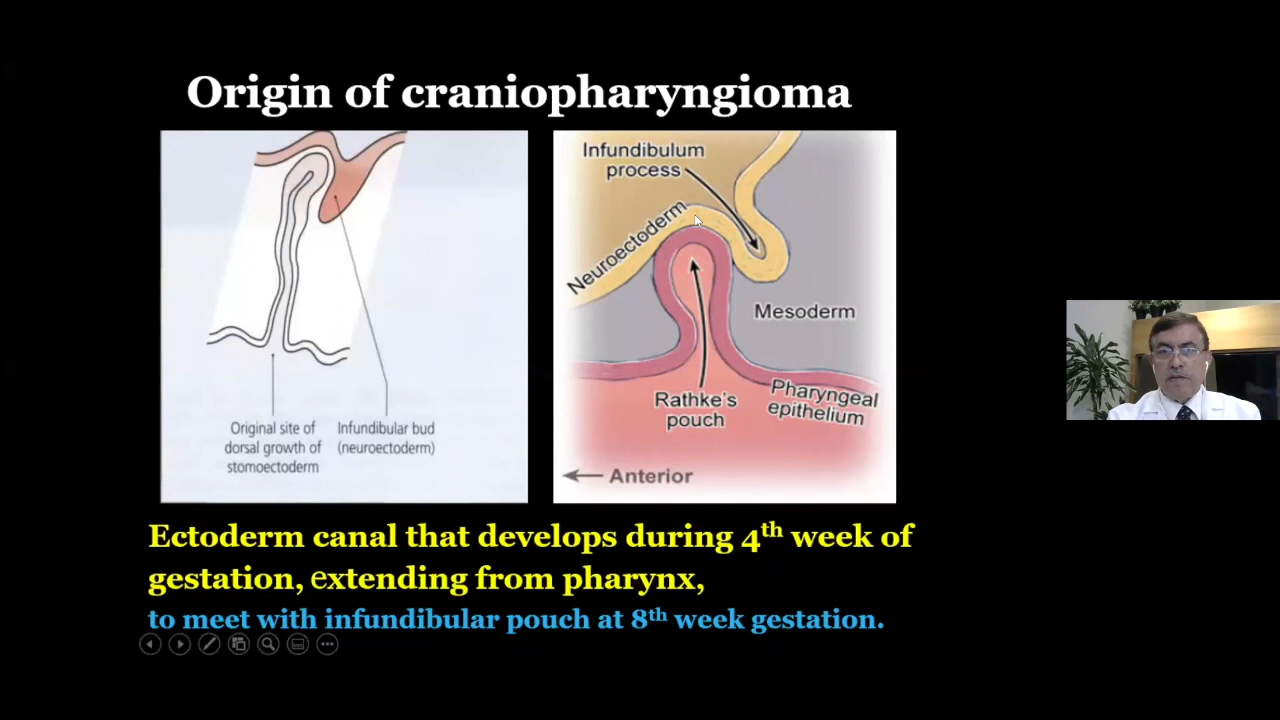 Origin of craniopharyngioma
Original site of
dorsal growth of
stomoectoderm
Infundibular bud
(neuroectoderm)
Infundibulum
process
Neuroectoderm
Mesoderm
Rathke's
pouch
Pharyngeal
epithelium
Anterior
Ectoderm canal that develops during 4th week of
gestation, extending from pharynx,
to meet with infundibular pouch at 8th week gestation.